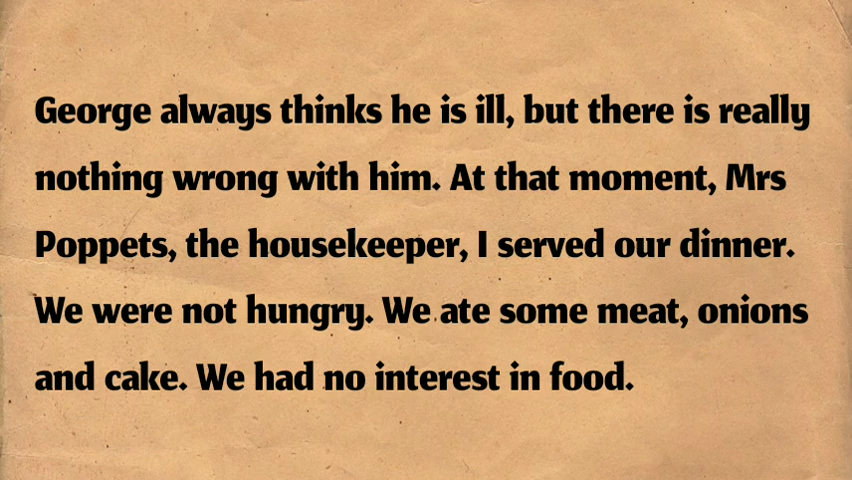 George always thinks he is ill, but there is really
nothing wrong with him. At that moment, Mrs
Poppets, the housekeeper, I served our dinner.
We were not hungry. We ate some meat, onions
and cake. We had no interest in food.